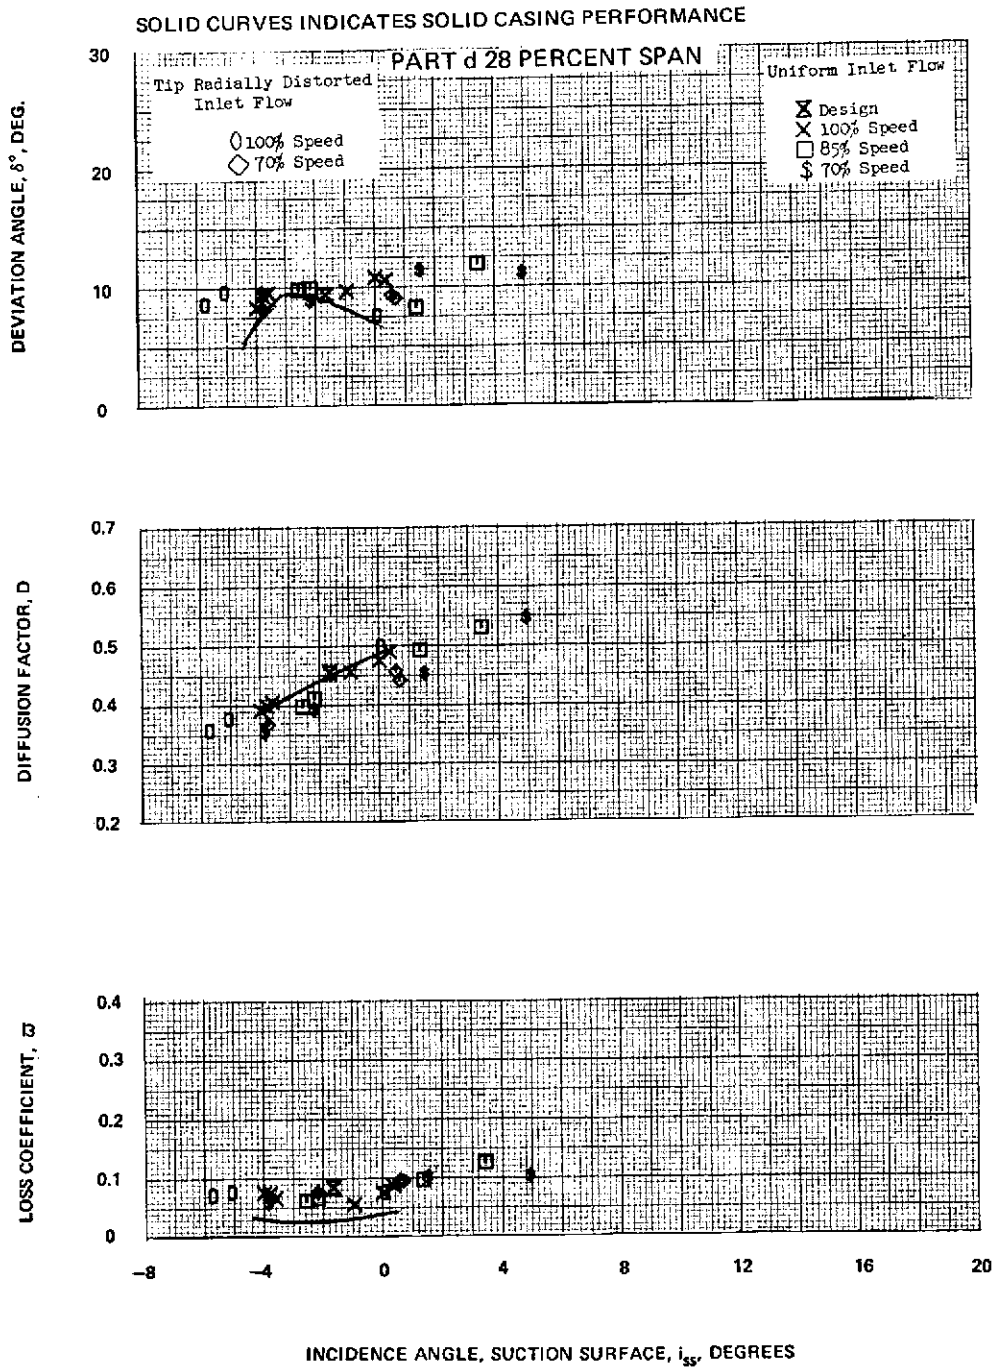 SOLID CURVES INDICATES SOLID CASING PERFORMANCE
PART d 28 PERCENT SPAN
Tip Radially Distorted
Inlet Flow
100% Speed
70% Speed
Uniform Inlet Flow
Design
100% Speed
85% Speed
$ 70% Speed
DEVIATION ANGLE, δ°, DEG.
30
20
10
0
DIFFUSION FACTOR, D
0.7
0.6
0.5
0.4
0.3
0.2
LOSS COEFFICIENT, ϖ
0.4
0.3
0.2
0.1
0
–8 –4 0 4 8 12 16 20
INCIDENCE ANGLE, SUCTION SURFACE, iss, DEGREES